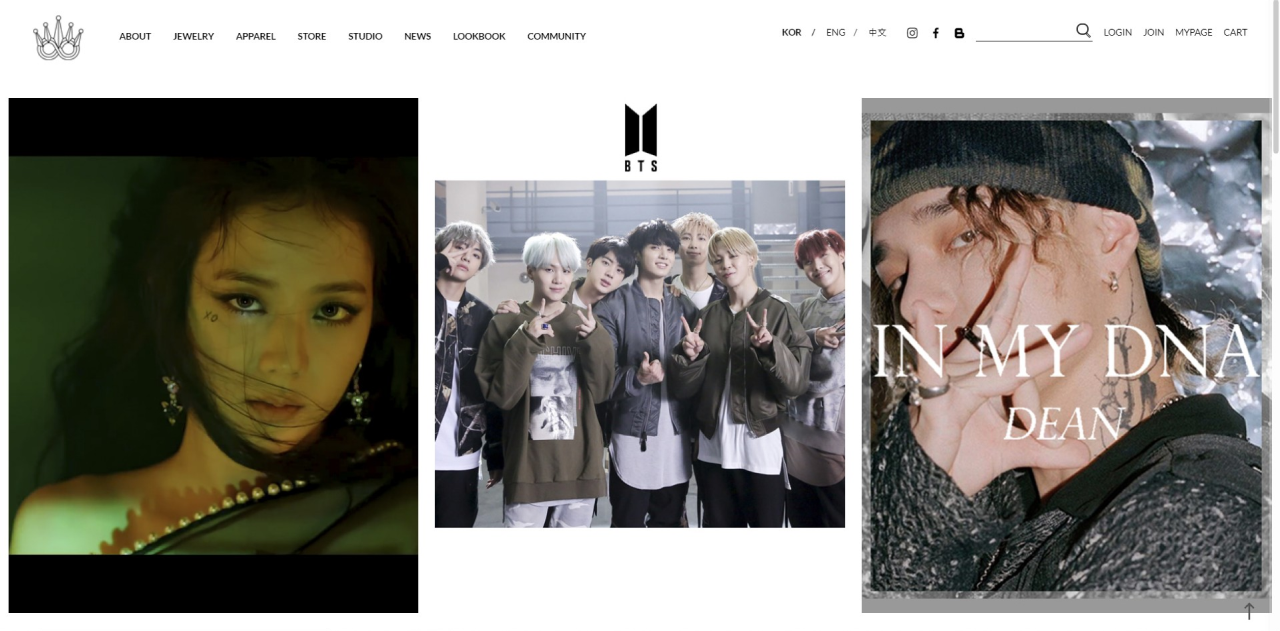 ABOUT JEWELRY APPAREL STORE STUDIO NEWS LOOKBOOK COMMUNITY KOR / ENG / 中文 LOGIN JOIN MYPAGE CART
BTS
XO
IN MY DNA
DEAN